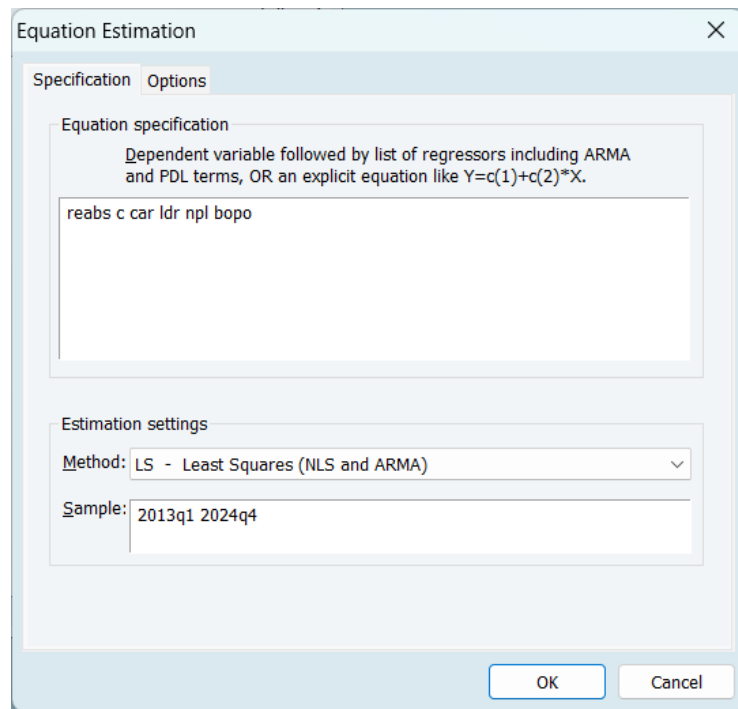 Equation Estimation
Specification
Options
Equation specification
Dependent variable followed by list of regressors including ARMA
and PDL terms, OR an explicit equation like Y=c(1)+c(2)*X.
reabs c car ldr npl bopo
Estimation settings
Method: LS - Least Squares (NLS and ARMA)
Sample: 2013q1 2024q4
OK
Cancel